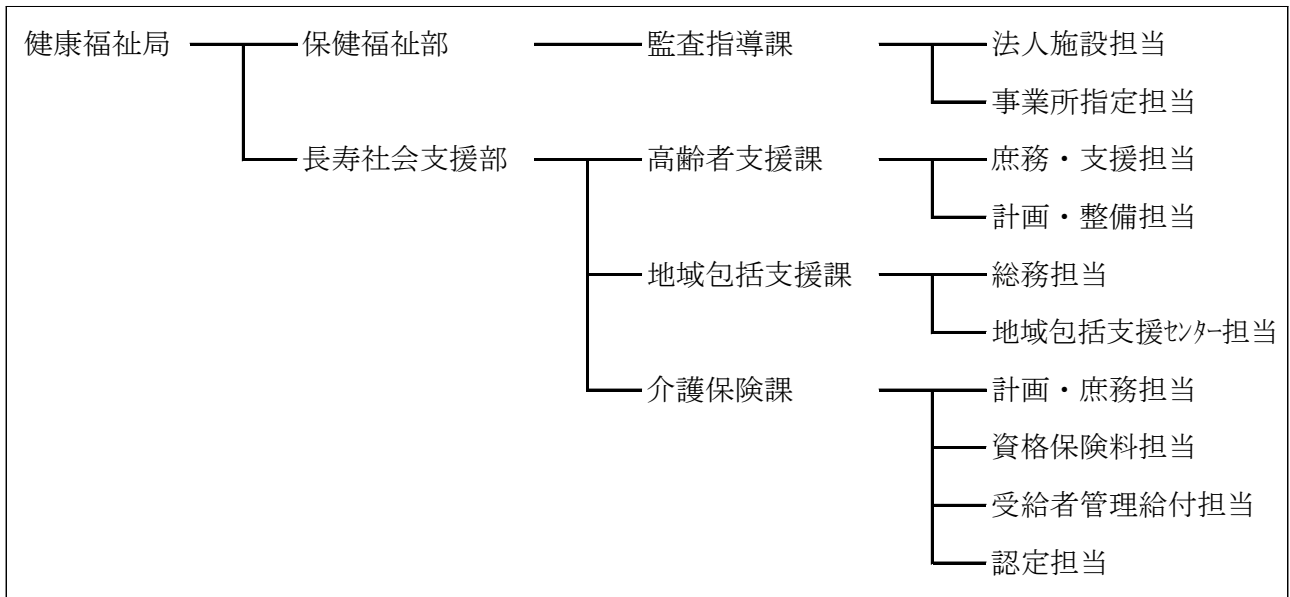 健康福祉局 保健福祉部 監査指導課 法人施設担当
事業所指定担当
長寿社会支援部 高齢者支援課 庶務・支援担当
計画・整備担当
地域包括支援課 総務担当
地域包括支援ｾﾝﾀｰ担当
介護保険課 計画・庶務担当
資格保険料担当
受給者管理給付担当
認定担当